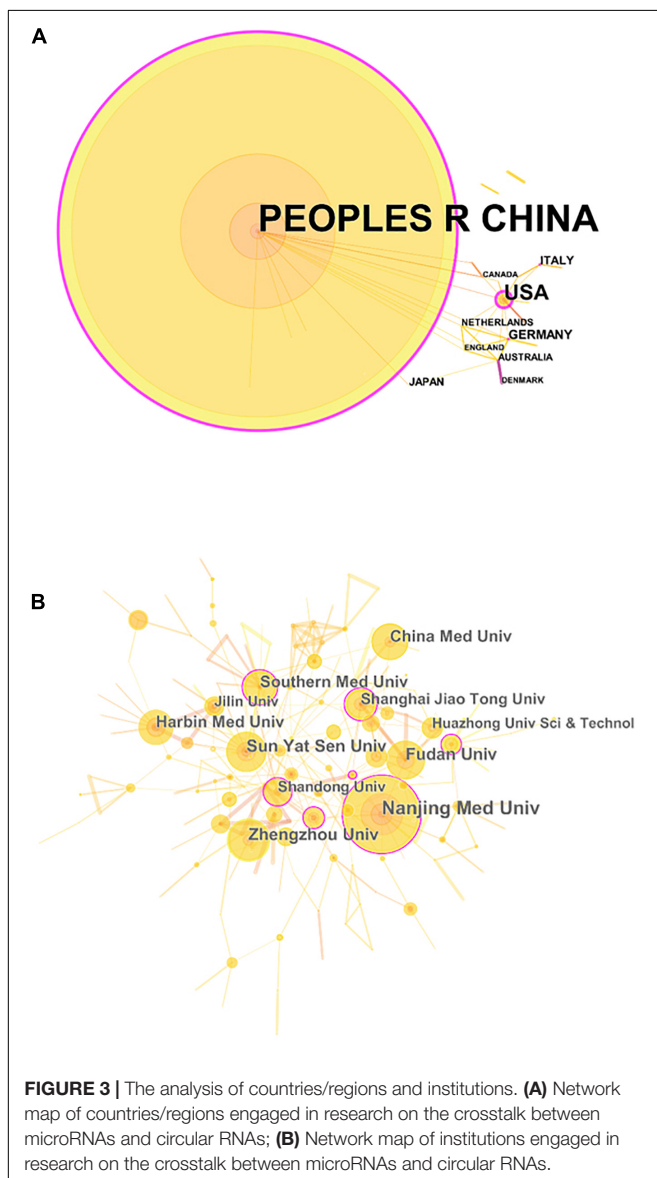 A
PEOPLES R CHINA
ITALY
CANADA
USA
NETHERLANDS
GERMANY
ENGLAND
AUSTRALIA
JAPAN
DENMARK
B
China Med Univ
Southern Med Univ
Jilin Univ
Shanghai Jiao Tong Univ
Harbin Med Univ
Huazhong Univ Sci & Technol
Sun Yat Sen Univ
Fudan Univ
Shandong Univ
Nanjing Med Univ
Zhengzhou Univ
FIGURE 3 | The analysis of countries/regions and institutions. (A) Network
map of countries/regions engaged in research on the crosstalk between
microRNAs and circular RNAs; (B) Network map of institutions engaged in
research on the crosstalk between microRNAs and circular RNAs.